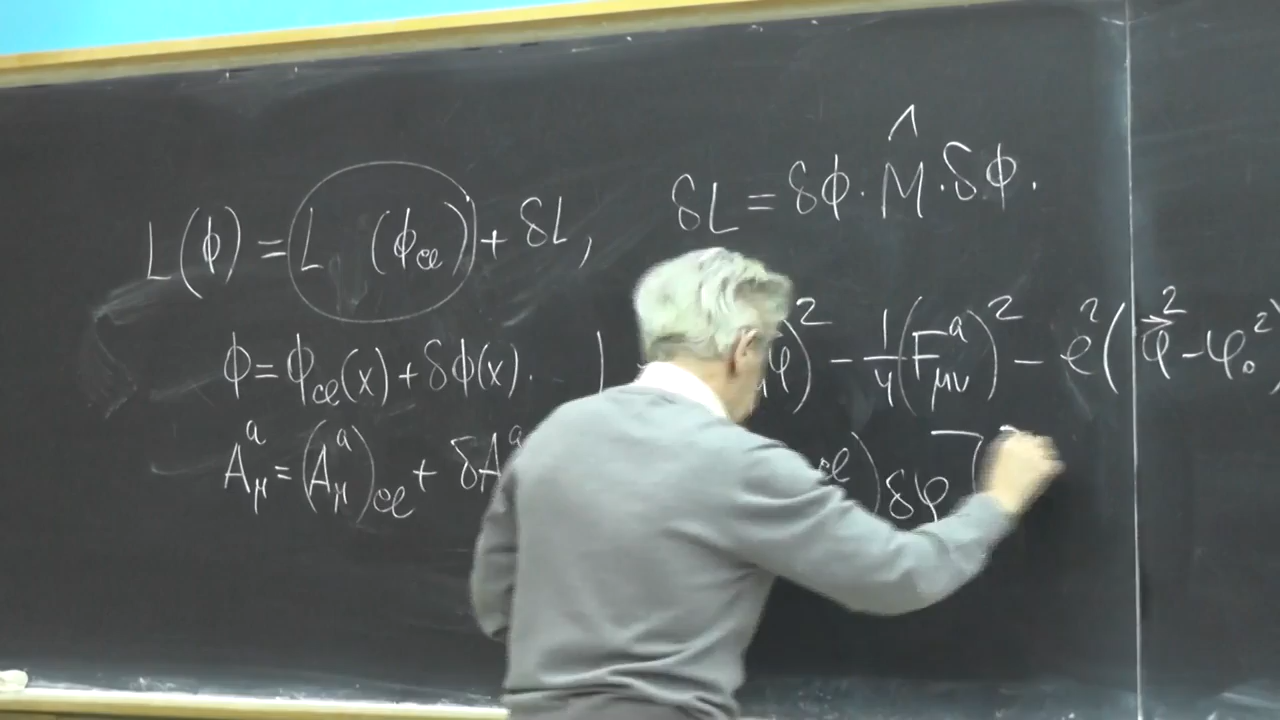 L(ϕ) = L (ϕ_cl) + δL, δL = δϕ · M̂ · δϕ.
ϕ = ϕ_cl(x) + δϕ(x). φ)² − 1/4 (F^a_μν)² − e²(φ⃗² − φ₀²)
A^a_μ = (A^a_μ)_cl + δA^a cl) δφ